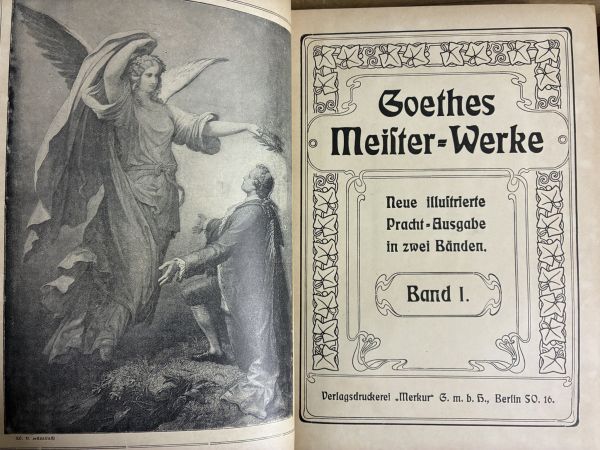 Goethes
Meiſter=Werke
Neue illuſtrierte
Pracht=Ausgabe
in zwei Bänden.
Band I.
Verlagsdruckerei „Merkur“ G. m. b. H., Berlin SO. 16.